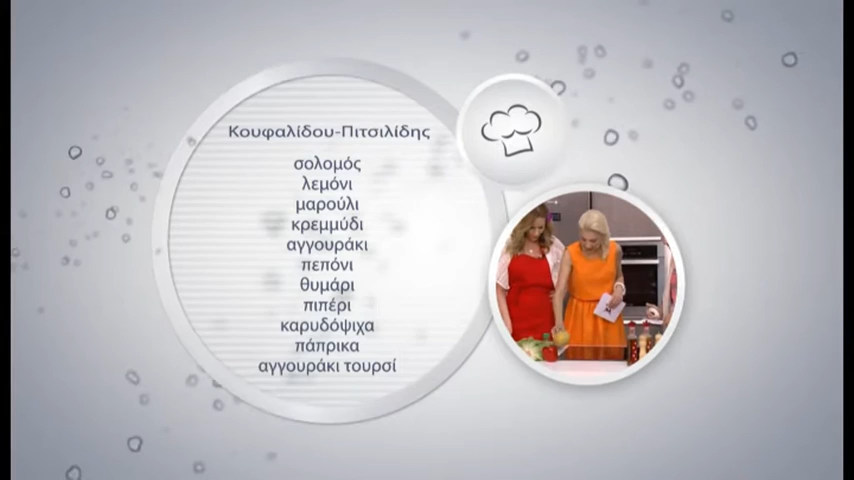 Κουφαλίδου-Πιτσιλίδης
σολομός
λεμόνι
μαρούλι
κρεμμύδι
αγγουράκι
πεπόνι
θυμάρι
πιπέρι
καρυδόψιχα
πάπρικα
αγγουράκι τουρσί